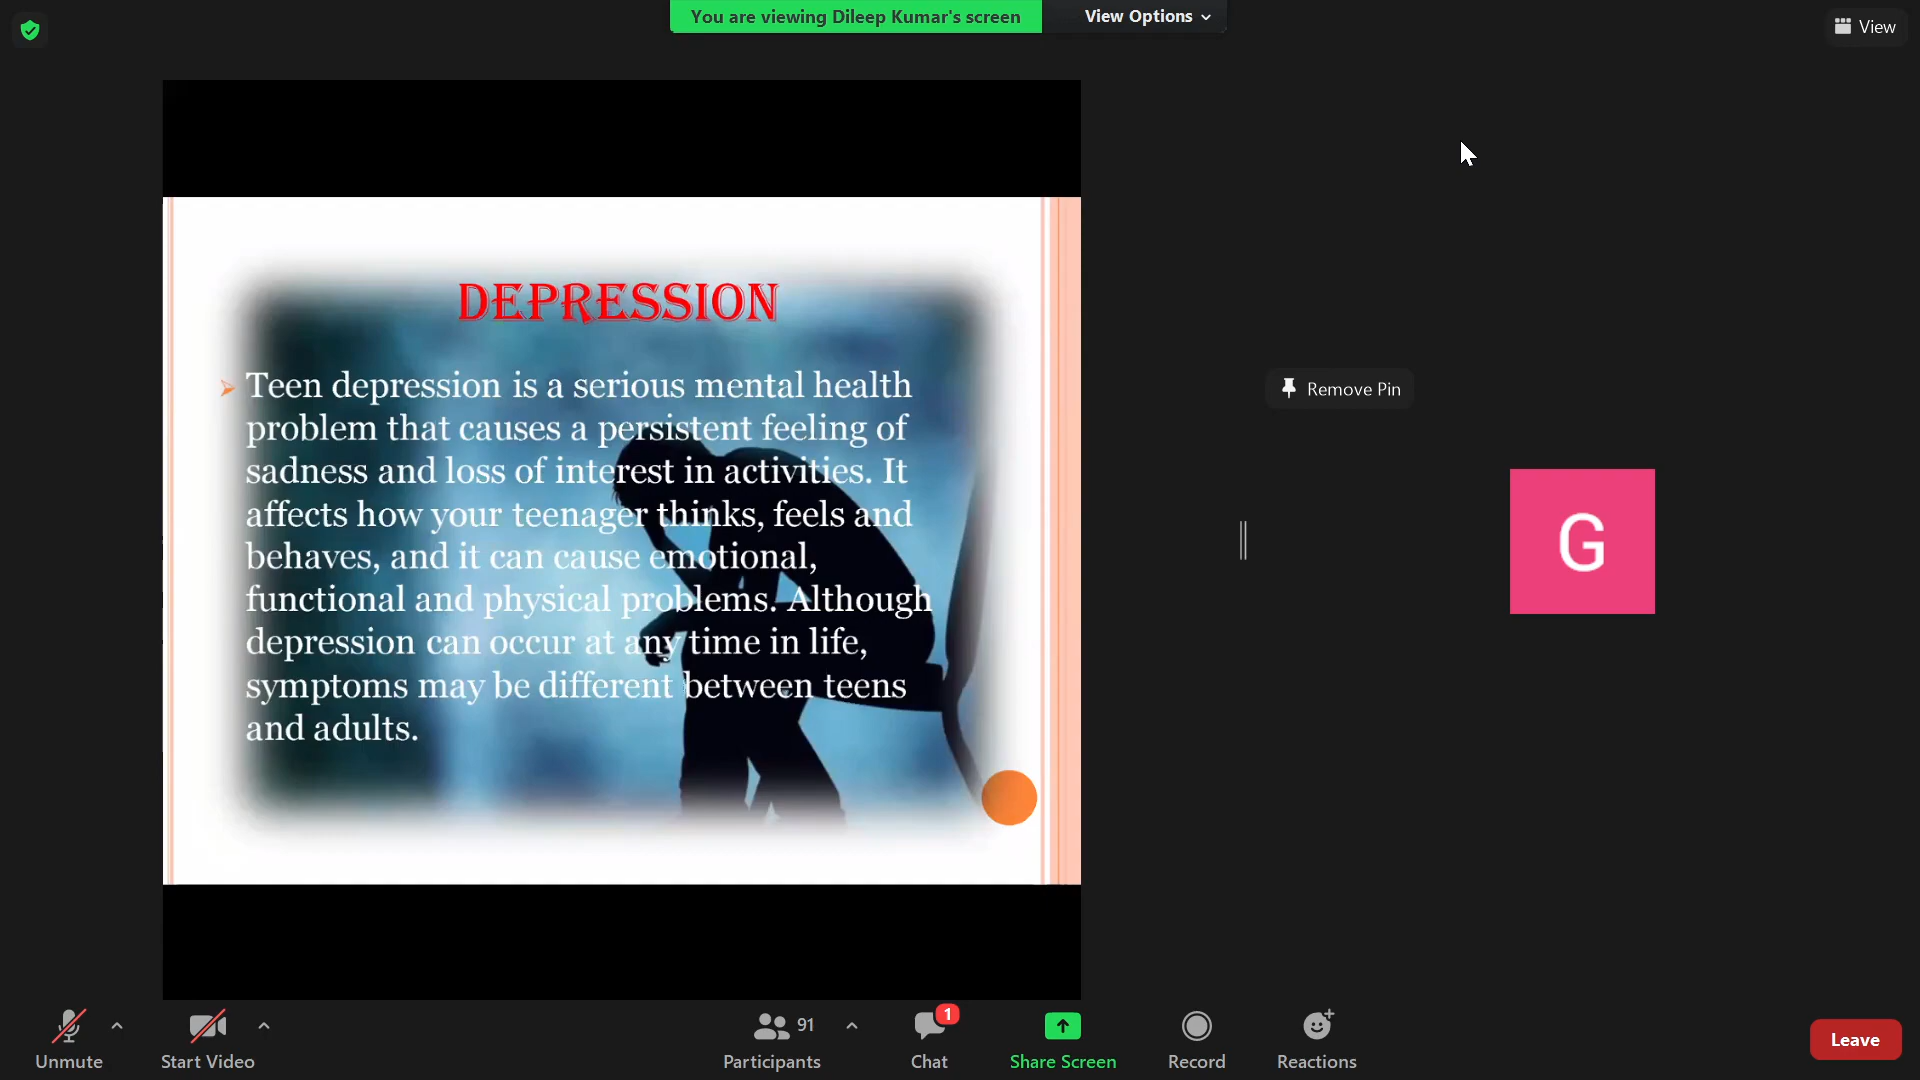 You are viewing Dileep Kumar's screen
View Options
View
DEPRESSION
Teen depression is a serious mental health
problem that causes a persistent feeling of
sadness and loss of interest in activities. It
affects how your teenager thinks, feels and
behaves, and it can cause emotional,
functional and physical problems. Although
depression can occur at any time in life,
symptoms may be different between teens
and adults.
Remove Pin
G
Unmute
Start Video
91
Participants
1
Chat
Share Screen
Record
Reactions
Leave